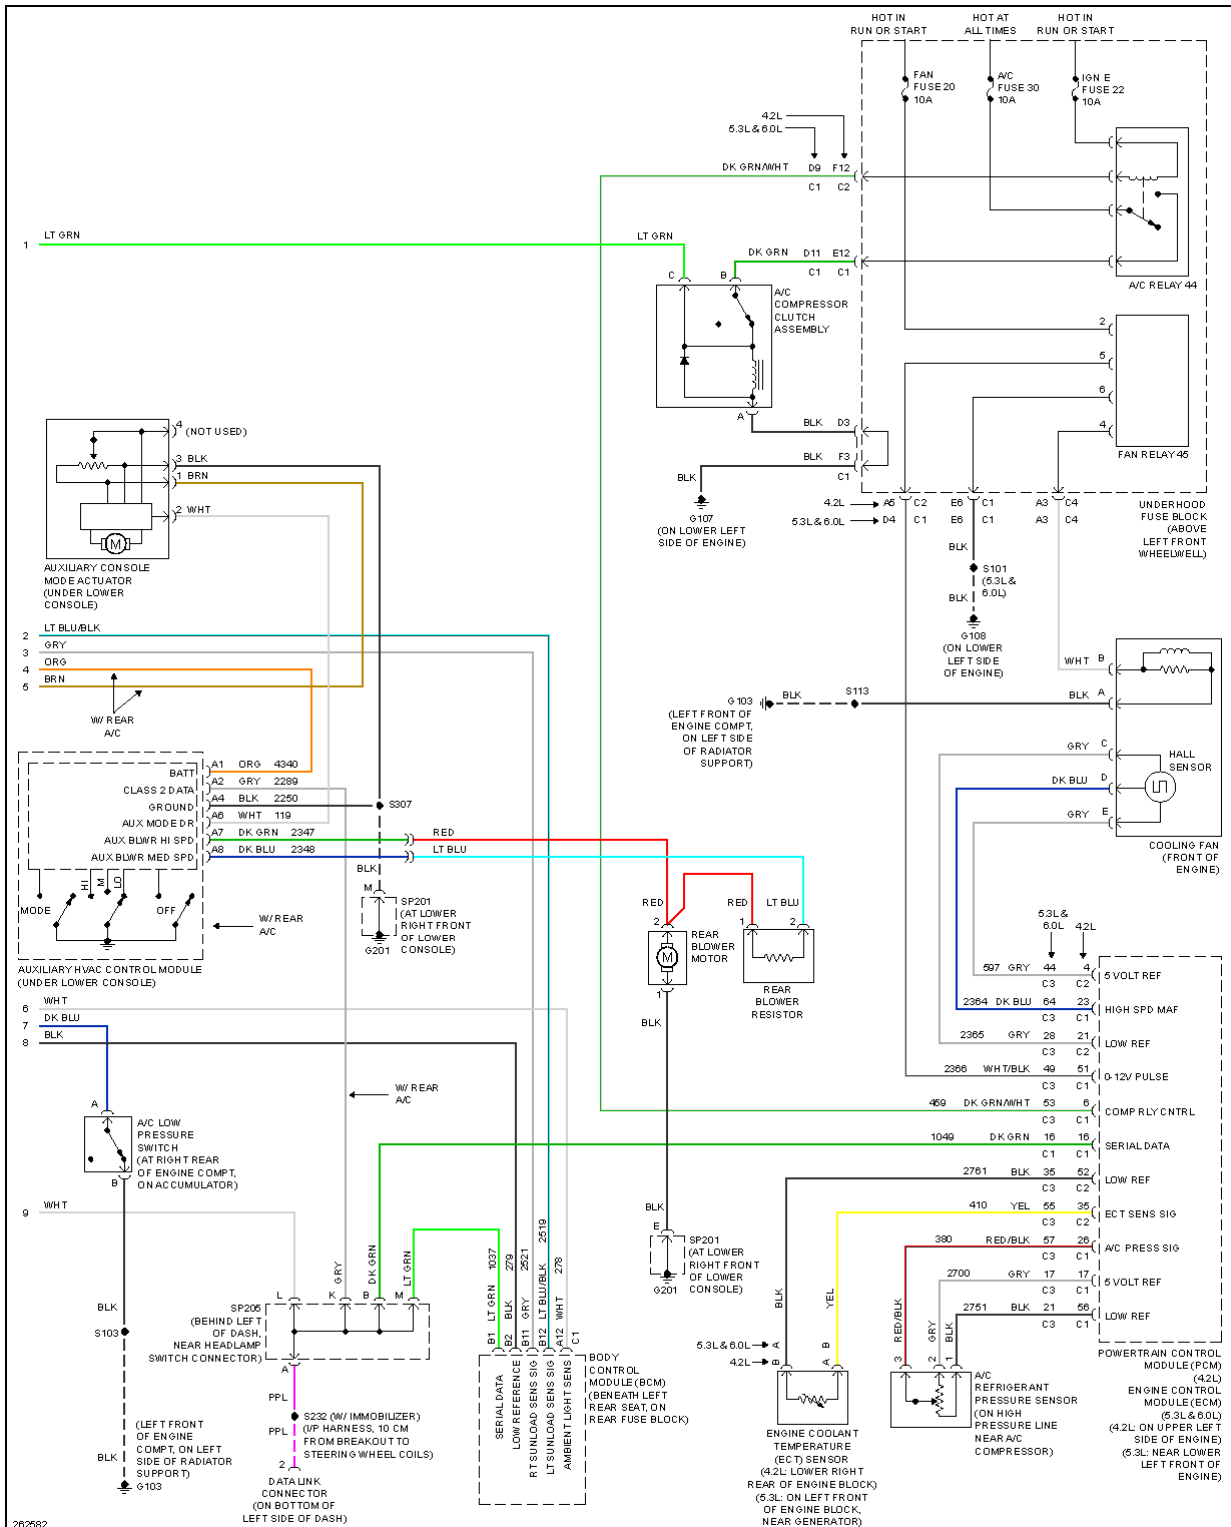 HOT IN
RUN OR START
HOT AT
ALL TIMES
HOT IN
RUN OR START
FAN
FUSE 20
10A
A/C
FUSE 30
10A
IGN E
FUSE 22
10A
4.2L
5.3L & 6.0L
DK GRN/WHT D9 F12
C1 C2
1 LT GRN
LT GRN
DK GRN D11 E12
C1 C1
C B
A/C
COMPRESSOR
CLUTCH
ASSEMBLY
A
A/C RELAY 44
2
5
6
4
FAN RELAY 45
BLK D3
BLK F3
C1
BLK
G107
(ON LOWER LEFT
SIDE OF ENGINE)
4.2L A5 C2 E6 C1 A3 C4
5.3L & 6.0L D4 C1 E6 C1 A3 C4
UNDERHOOD
FUSE BLOCK
(ABOVE
LEFT FRONT
WHEELWELL)
BLK
S101
(5.3L &
6.0L)
BLK
G108
(ON LOWER
LEFT SIDE
OF ENGINE)
4 (NOT USED)
3 BLK
1 BRN
2 WHT
M
AUXILIARY CONSOLE
MODE ACTUATOR
(UNDER LOWER
CONSOLE)
2 LT BLU/BLK
3 GRY
4 ORG
5 BRN
W/ REAR
A/C
WHT B
BLK A
G103 BLK S113
(LEFT FRONT OF
ENGINE COMPT,
ON LEFT SIDE
OF RADIATOR
SUPPORT)
GRY C
DK BLU D
GRY E
HALL
SENSOR
COOLING FAN
(FRONT OF
ENGINE)
BATT A1 ORG 4340
CLASS 2 DATA A2 GRY 2289
GROUND A4 BLK 2250
AUX MODE DR A6 WHT 119
AUX BLWR HI SPD A7 DK GRN 2347
AUX BLWR MED SPD A8 DK BLU 2348
S307
RED
LT BLU
MODE
HI
M
LO
OFF
W/ REAR
A/C
AUXILIARY HVAC CONTROL MODULE
(UNDER LOWER CONSOLE)
BLK
M
SP201
(AT LOWER
RIGHT FRONT
OF LOWER
CONSOLE)
G201
RED RED LT BLU
2 1 2
M
REAR
BLOWER
MOTOR
1
REAR
BLOWER
RESISTOR
BLK
6 WHT
7 DK BLU
8 BLK
W/ REAR
A/C
A
A/C LOW
PRESSURE
SWITCH
(AT RIGHT REAR
OF ENGINE COMPT,
ON ACCUMULATOR)
B
9 WHT
5.3L &
6.0L 4.2L
597 GRY 44 4 5 VOLT REF
C3 C2
2364 DK BLU 64 23 HIGH SPD MAF
C3 C1
2365 GRY 28 21 LOW REF
C3 C2
2366 WHT/BLK 49 51 0-12V PULSE
C3 C1
459 DK GRN/WHT 53 6 COMP RLY CNTRL
C3 C1
1049 DK GRN 16 16 SERIAL DATA
C1 C1
2761 BLK 35 52 LOW REF
C3 C2
410 YEL 55 35 ECT SENS SIG
C3 C2
380 RED/BLK 57 26 A/C PRESS SIG
C3 C1
2700 GRY 17 17 5 VOLT REF
C3 C1
2751 BLK 21 56 LOW REF
C3 C1
POWERTRAIN CONTROL
MODULE (PCM)
(4.2L)
ENGINE CONTROL
MODULE (ECM)
(5.3L & 6.0L)
(4.2L: ON UPPER LEFT
SIDE OF ENGINE)
(5.3L: NEAR LOWER
LEFT FRONT OF
ENGINE)
BLK
E
SP201
(AT LOWER
RIGHT FRONT
OF LOWER
CONSOLE)
G201
BLK
S103
BLK
G103
(LEFT FRONT
OF ENGINE
COMPT, ON LEFT
SIDE OF RADIATOR
SUPPORT)
GRY
DK GRN
LT GRN
L K B M
SP205
(BEHIND LEFT
OF DASH,
NEAR HEADLAMP
SWITCH CONNECTOR)
A
PPL
S232 (W/ IMMOBILIZER)
(I/P HARNESS, 10 CM
FROM BREAKOUT TO
STEERING WHEEL COILS)
PPL
2
DATA LINK
CONNECTOR
(ON BOTTOM OF
LEFT SIDE OF DASH)
B1 LT GRN 1037
B2 BLK 279
B11 GRY 2521
B12 LT BLU/BLK 2519
A12 WHT 278
C1
SERIAL DATA
LOW REFERENCE
RT SUNLOAD SENS SIG
LT SUNLOAD SENS SIG
AMBIENT LIGHT SENS
BODY
CONTROL
MODULE (BCM)
(BENEATH LEFT
REAR SEAT, ON
REAR FUSE BLOCK)
BLK
YEL
5.3L & 6.0L A B
4.2L B A
ENGINE COOLANT
TEMPERATURE
(ECT) SENSOR
(4.2L: LOWER RIGHT
REAR OF ENGINE BLOCK)
(5.3L: ON LEFT FRONT
OF ENGINE BLOCK,
NEAR GENERATOR)
RED/BLK
GRY
BLK
3 2 1
A/C
REFRIGERANT
PRESSURE SENSOR
(ON HIGH
PRESSURE LINE
NEAR A/C
COMPRESSOR)
262582